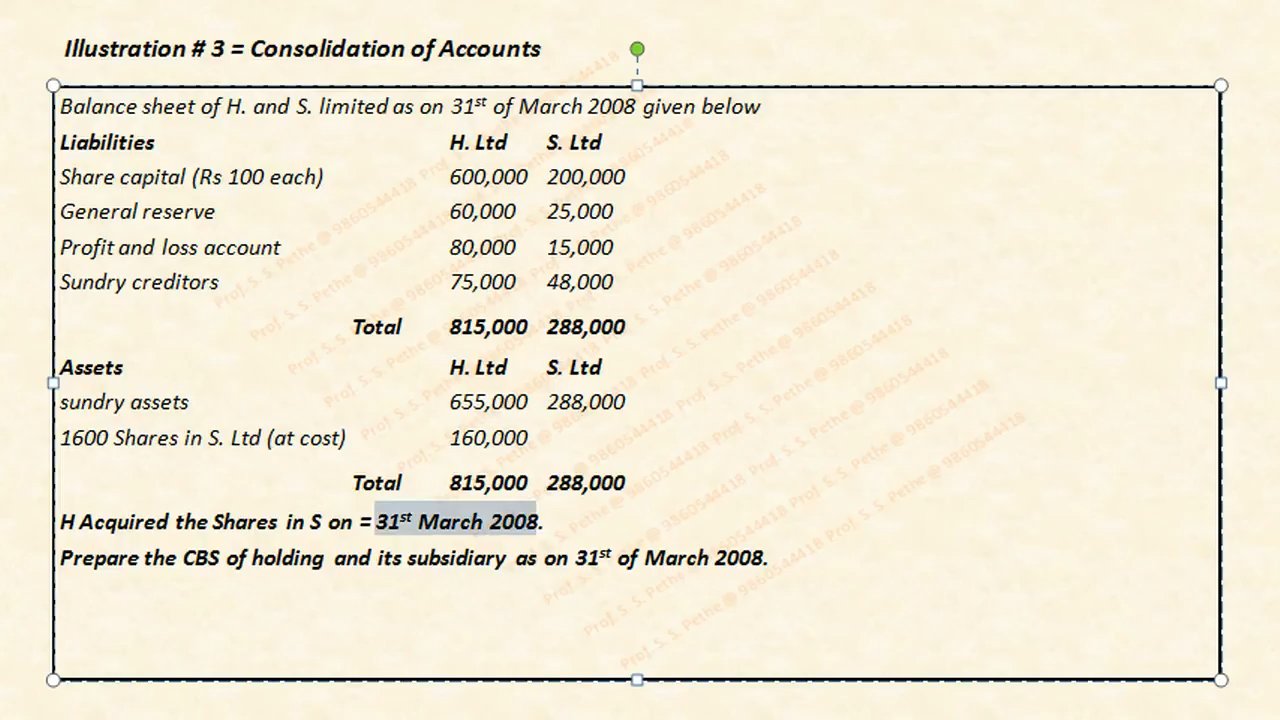 Illustration # 3 = Consolidation of Accounts
Balance sheet of H. and S. limited as on 31st of March 2008 given below
Liabilities H. Ltd S. Ltd
Share capital (Rs 100 each) 600,000 200,000
General reserve 60,000 25,000
Profit and loss account 80,000 15,000
Sundry creditors 75,000 48,000
Total 815,000 288,000
Assets H. Ltd S. Ltd
sundry assets 655,000 288,000
1600 Shares in S. Ltd (at cost) 160,000
Total 815,000 288,000
H Acquired the Shares in S on = 31st March 2008.
Prepare the CBS of holding and its subsidiary as on 31st of March 2008.
Prof. S. S. Pethe @ 9860544418